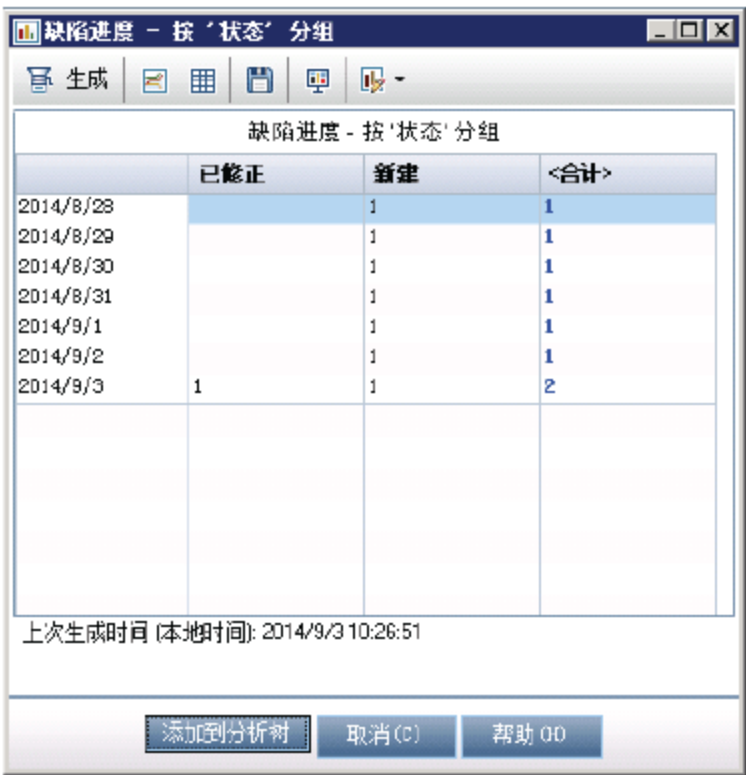 缺陷进度 - 按 '状态' 分组
生成
缺陷进度 - 按 '状态' 分组
已修正 新建 <合计>
2014/8/28 1 1
2014/8/29 1 1
2014/8/30 1 1
2014/8/31 1 1
2014/9/1 1 1
2014/9/2 1 1
2014/9/3 1 1 2
上次生成时间 (本地时间): 2014/9/3 10:26:51
添加到分析树 取消(C) 帮助(H)